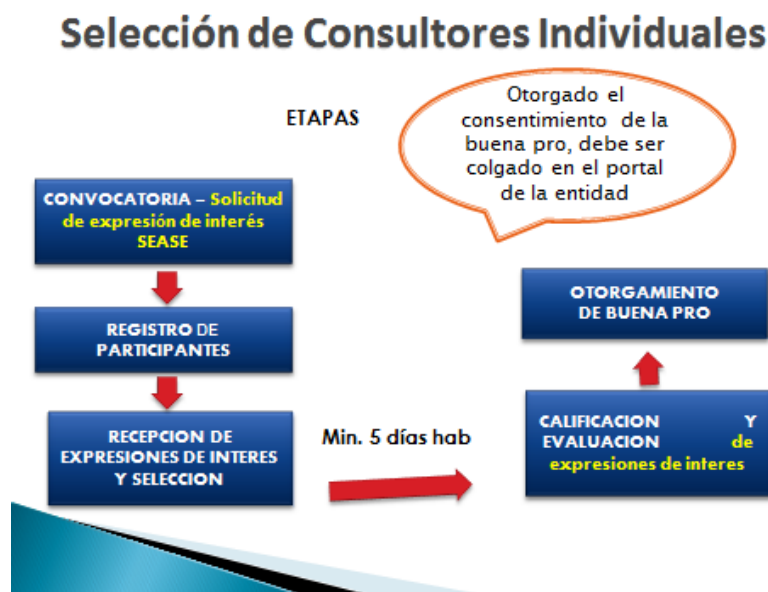 Selección de Consultores Individuales
ETAPAS
Otorgado el
consentimiento de la
buena pro, debe ser
colgado en el portal
de la entidad
CONVOCATORIA – Solicitud
de expresión de interés
SEASE
REGISTRO DE
PARTICIPANTES
RECEPCION DE
EXPRESIONES DE INTERES
Y SELECCION
Min. 5 días hab
CALIFICACION Y
EVALUACION de
expresiones de interes
OTORGAMIENTO
DE BUENA PRO